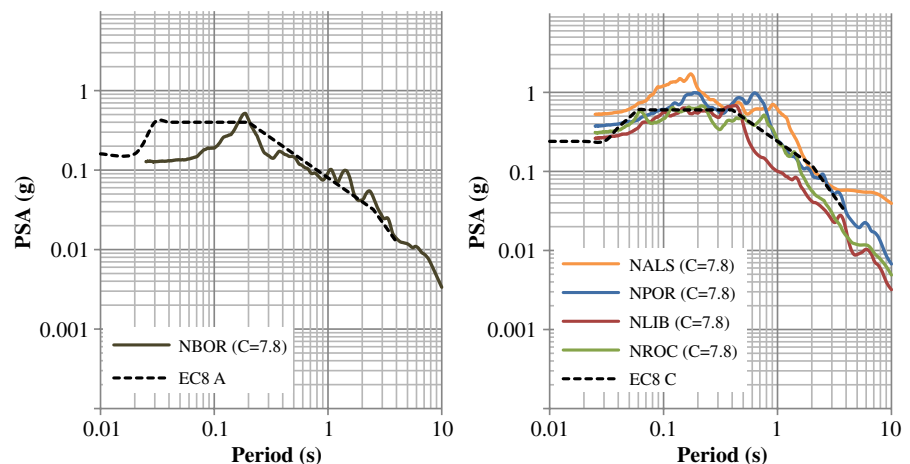 1
0.1
0.01
0.001
PSA (g)
NBOR (C=7.8)
EC8 A
0.01 0.1 1 10
Period (s)
1
0.1
0.01
0.001
PSA (g)
NALS (C=7.8)
NPOR (C=7.8)
NLIB (C=7.8)
NROC (C=7.8)
EC8 C
0.01 0.1 1 10
Period (s)